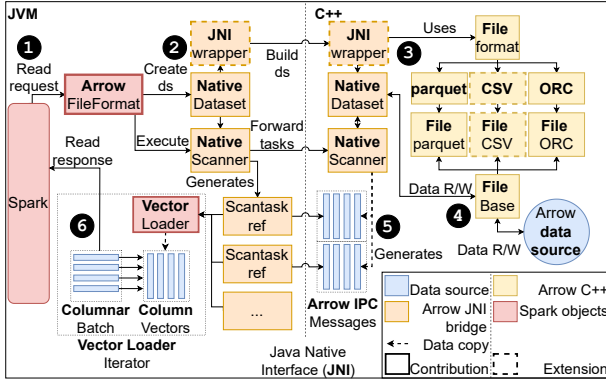 JVM
C++
1
Read
request
Arrow
FileFormat
Create
ds
2
JNI
wrapper
Build
ds
JNI
wrapper
Uses
3
File
format
Native
Dataset
Native
Dataset
parquet
CSV
ORC
Execute
Native
Scanner
Forward
tasks
Native
Scanner
File
parquet
File
CSV
File
ORC
Read
response
Generates
Spark
6
Vector
Loader
Scantask
ref
Scantask
ref
...
5
Generates
Data R/W
4
File
Base
Data R/W
Arrow
data
source
Columnar
Batch
Column
Vectors
Vector Loader
Iterator
Arrow IPC
Messages
Java Native
Interface (JNI)
Data source
Arrow C++
Arrow JNI
bridge
Spark objects
Data copy
Contribution
Extension